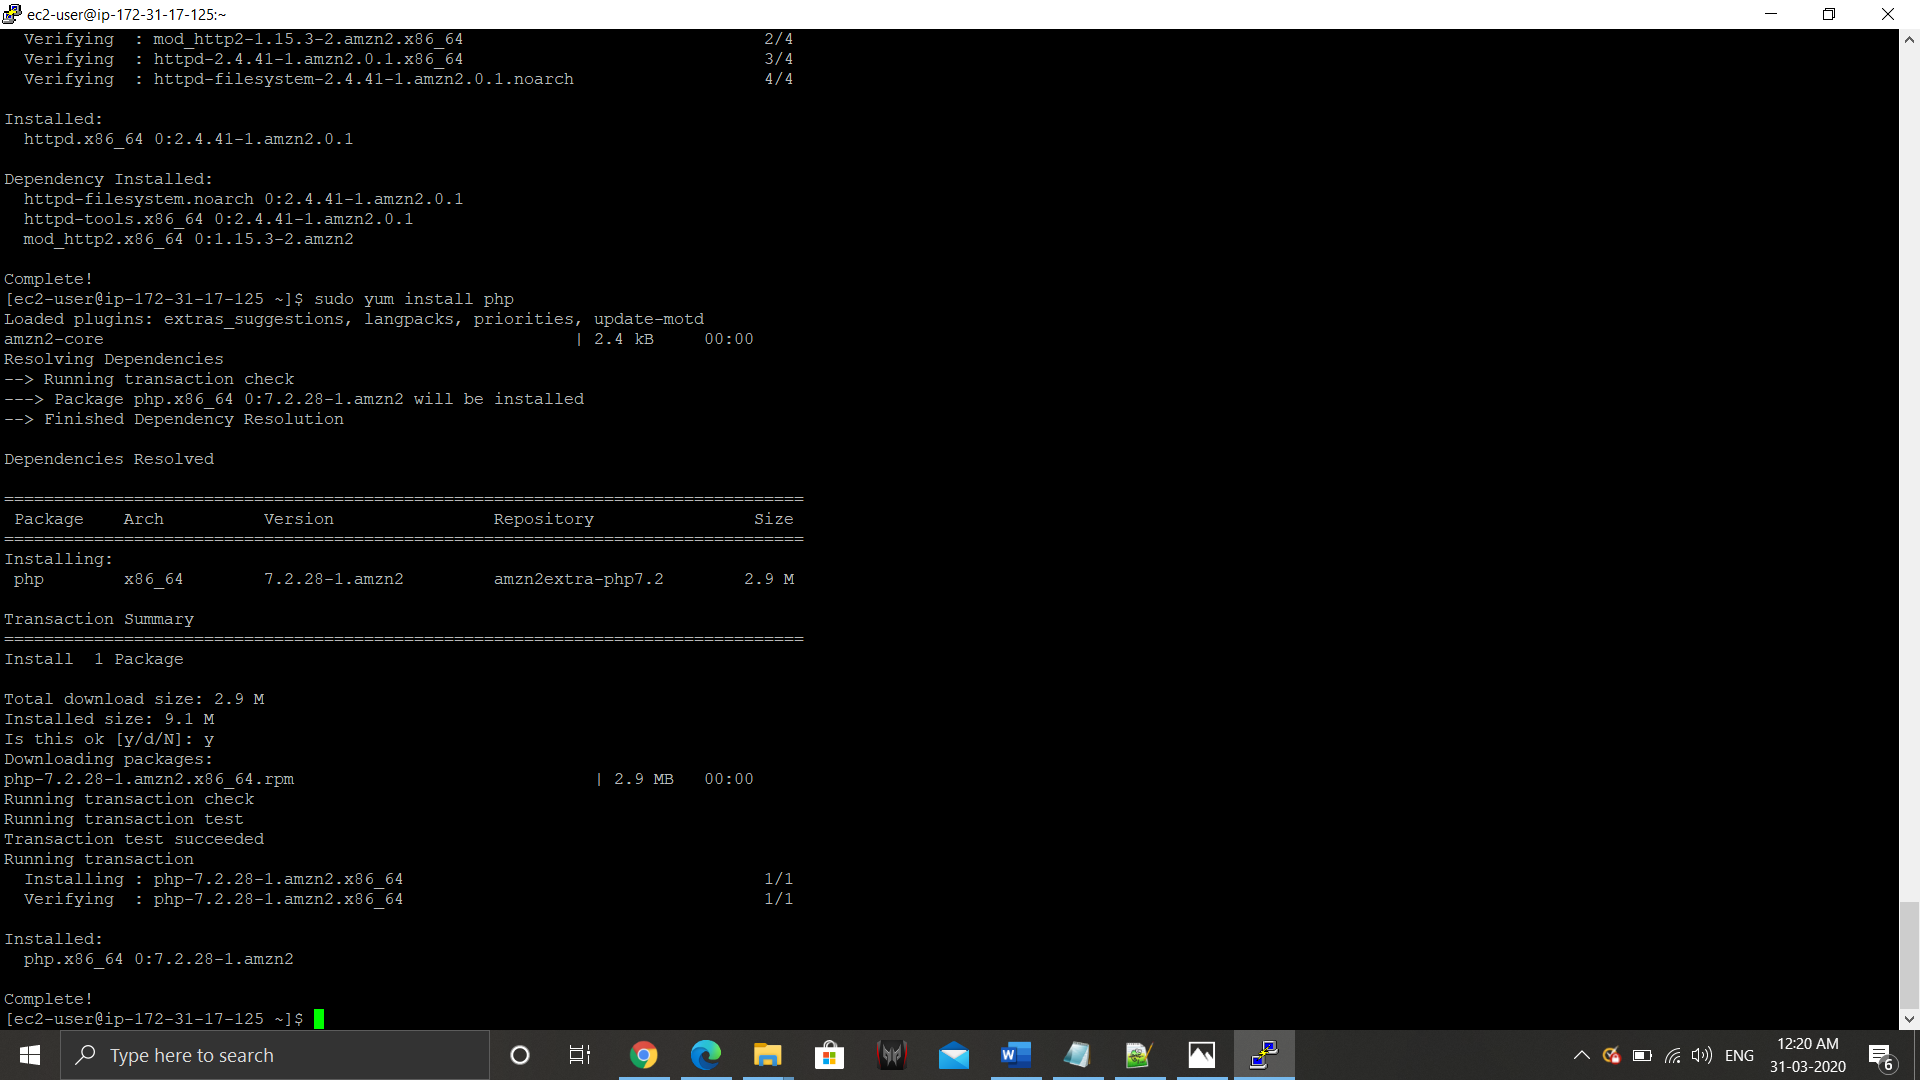 ec2-user@ip-172-31-17-125:~
  Verifying  : mod_http2-1.15.3-2.amzn2.x86_64                              2/4
  Verifying  : httpd-2.4.41-1.amzn2.0.1.x86_64                              3/4
  Verifying  : httpd-filesystem-2.4.41-1.amzn2.0.1.noarch                   4/4
Installed:
  httpd.x86_64 0:2.4.41-1.amzn2.0.1
Dependency Installed:
  httpd-filesystem.noarch 0:2.4.41-1.amzn2.0.1
  httpd-tools.x86_64 0:2.4.41-1.amzn2.0.1
  mod_http2.x86_64 0:1.15.3-2.amzn2
Complete!
[ec2-user@ip-172-31-17-125 ~]$ sudo yum install php
Loaded plugins: extras_suggestions, langpacks, priorities, update-motd
amzn2-core                                               | 2.4 kB     00:00
Resolving Dependencies
--> Running transaction check
---> Package php.x86_64 0:7.2.28-1.amzn2 will be installed
--> Finished Dependency Resolution
Dependencies Resolved
================================================================================
 Package    Arch          Version                Repository                Size
================================================================================
Installing:
 php        x86_64        7.2.28-1.amzn2         amzn2extra-php7.2        2.9 M
Transaction Summary
================================================================================
Install  1 Package
Total download size: 2.9 M
Installed size: 9.1 M
Is this ok [y/d/N]: y
Downloading packages:
php-7.2.28-1.amzn2.x86_64.rpm                              | 2.9 MB   00:00
Running transaction check
Running transaction test
Transaction test succeeded
Running transaction
  Installing : php-7.2.28-1.amzn2.x86_64                                    1/1
  Verifying  : php-7.2.28-1.amzn2.x86_64                                    1/1
Installed:
  php.x86_64 0:7.2.28-1.amzn2
Complete!
[ec2-user@ip-172-31-17-125 ~]$
Type here to search
W
ENG
12:20 AM
31-03-2020
6